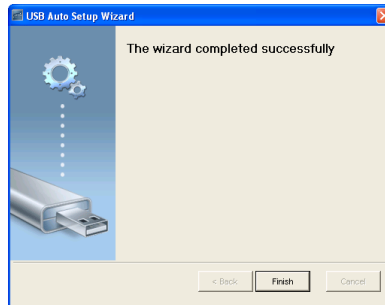 USB Auto Setup Wizard
The wizard completed successfully
< Back Finish Cancel